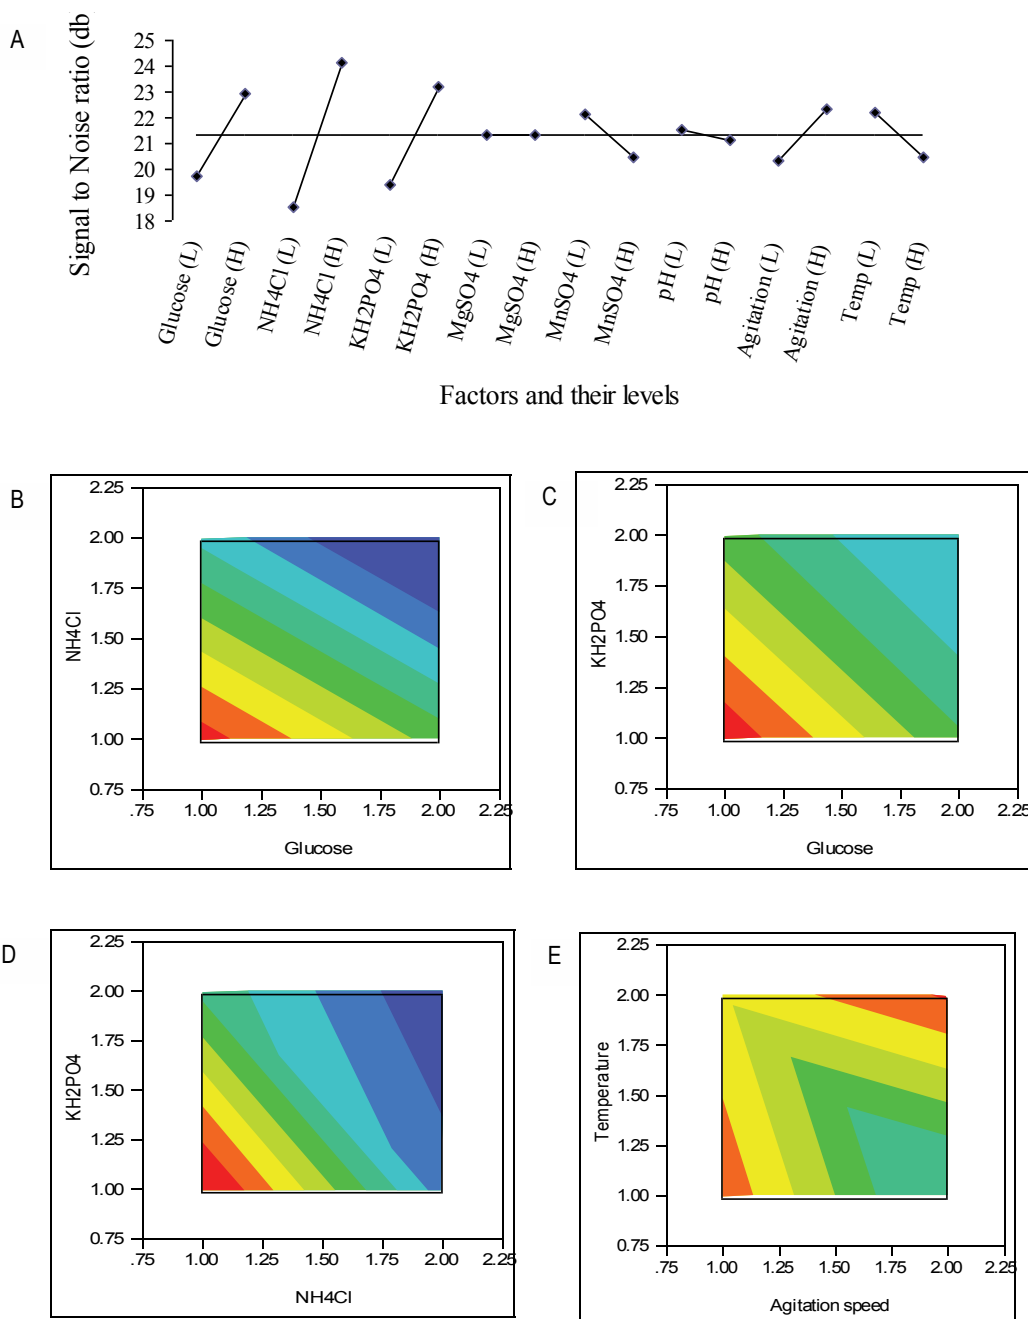 A
Signal to Noise ratio (db
25
24
23
22
21
20
19
18
Glucose (L)
Glucose (H)
NH4Cl (L)
NH4Cl (H)
KH2PO4 (L)
KH2PO4 (H)
MgSO4 (L)
MgSO4 (H)
MnSO4 (L)
MnSO4 (H)
pH (L)
pH (H)
Agitation (L)
Agitation (H)
Temp (L)
Temp (H)
Factors and their levels
B
NH4Cl
2.25
2.00
1.75
1.50
1.25
1.00
0.75
.75 1.00 1.25 1.50 1.75 2.00 2.25
Glucose
C
KH2PO4
2.25
2.00
1.75
1.50
1.25
1.00
0.75
.75 1.00 1.25 1.50 1.75 2.00 2.25
Glucose
D
KH2PO4
2.25
2.00
1.75
1.50
1.25
1.00
0.75
.75 1.00 1.25 1.50 1.75 2.00 2.25
NH4Cl
E
Temperature
2.25
2.00
1.75
1.50
1.25
1.00
0.75
.75 1.00 1.25 1.50 1.75 2.00 2.25
Agitation speed